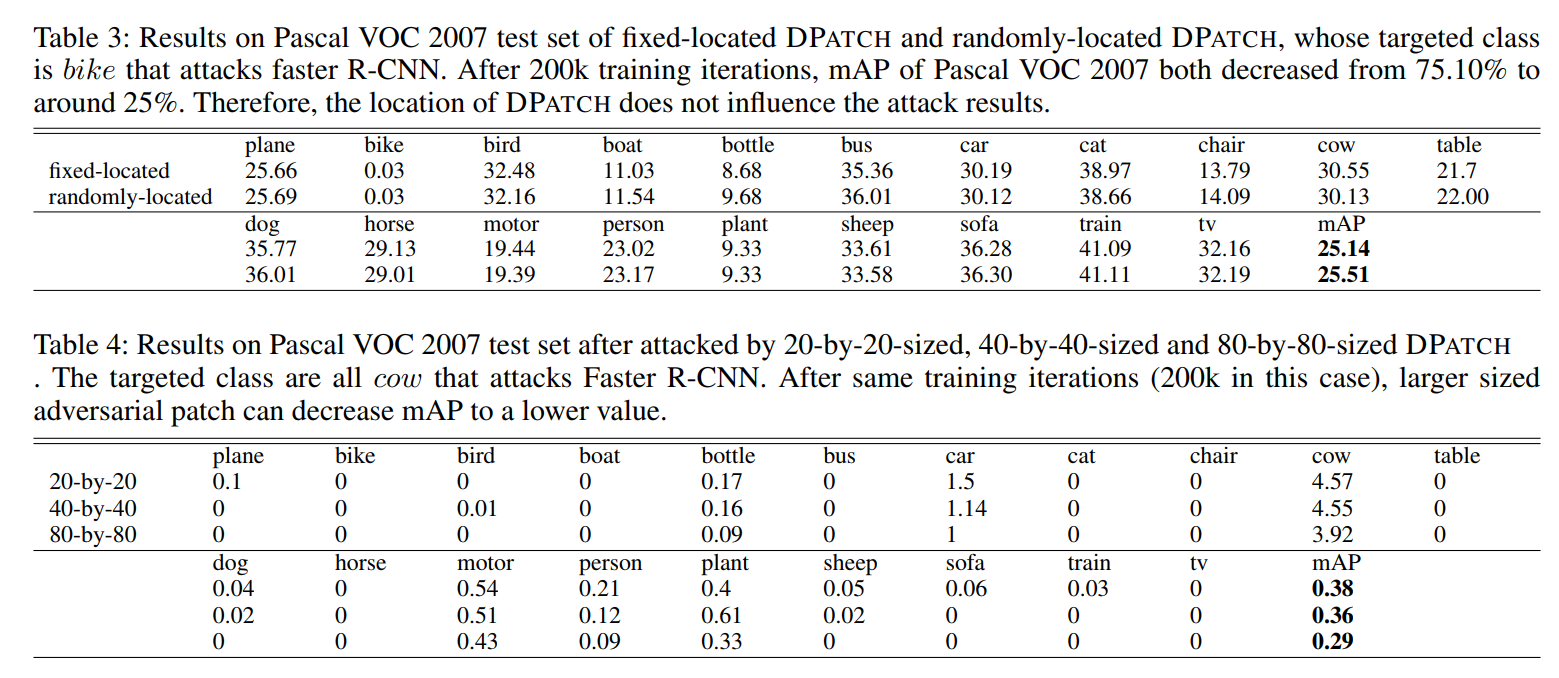 Table 3: Results on Pascal VOC 2007 test set of fixed-located DPATCH and randomly-located DPATCH, whose targeted class
is bike that attacks faster R-CNN. After 200k training iterations, mAP of Pascal VOC 2007 both decreased from 75.10% to
around 25%. Therefore, the location of DPATCH does not influence the attack results.
plane bike bird boat bottle bus car cat chair cow table
fixed-located 25.66 0.03 32.48 11.03 8.68 35.36 30.19 38.97 13.79 30.55 21.7
randomly-located 25.69 0.03 32.16 11.54 9.68 36.01 30.12 38.66 14.09 30.13 22.00
dog horse motor person plant sheep sofa train tv mAP
35.77 29.13 19.44 23.02 9.33 33.61 36.28 41.09 32.16 25.14
36.01 29.01 19.39 23.17 9.33 33.58 36.30 41.11 32.19 25.51
Table 4: Results on Pascal VOC 2007 test set after attacked by 20-by-20-sized, 40-by-40-sized and 80-by-80-sized DPATCH
. The targeted class are all cow that attacks Faster R-CNN. After same training iterations (200k in this case), larger sized
adversarial patch can decrease mAP to a lower value.
plane bike bird boat bottle bus car cat chair cow table
20-by-20 0.1 0 0 0 0.17 0 1.5 0 0 4.57 0
40-by-40 0 0 0.01 0 0.16 0 1.14 0 0 4.55 0
80-by-80 0 0 0 0 0.09 0 1 0 0 3.92 0
dog horse motor person plant sheep sofa train tv mAP
0.04 0 0.54 0.21 0.4 0.05 0.06 0.03 0 0.38
0.02 0 0.51 0.12 0.61 0.02 0 0 0 0.36
0 0 0.43 0.09 0.33 0 0 0 0 0.29